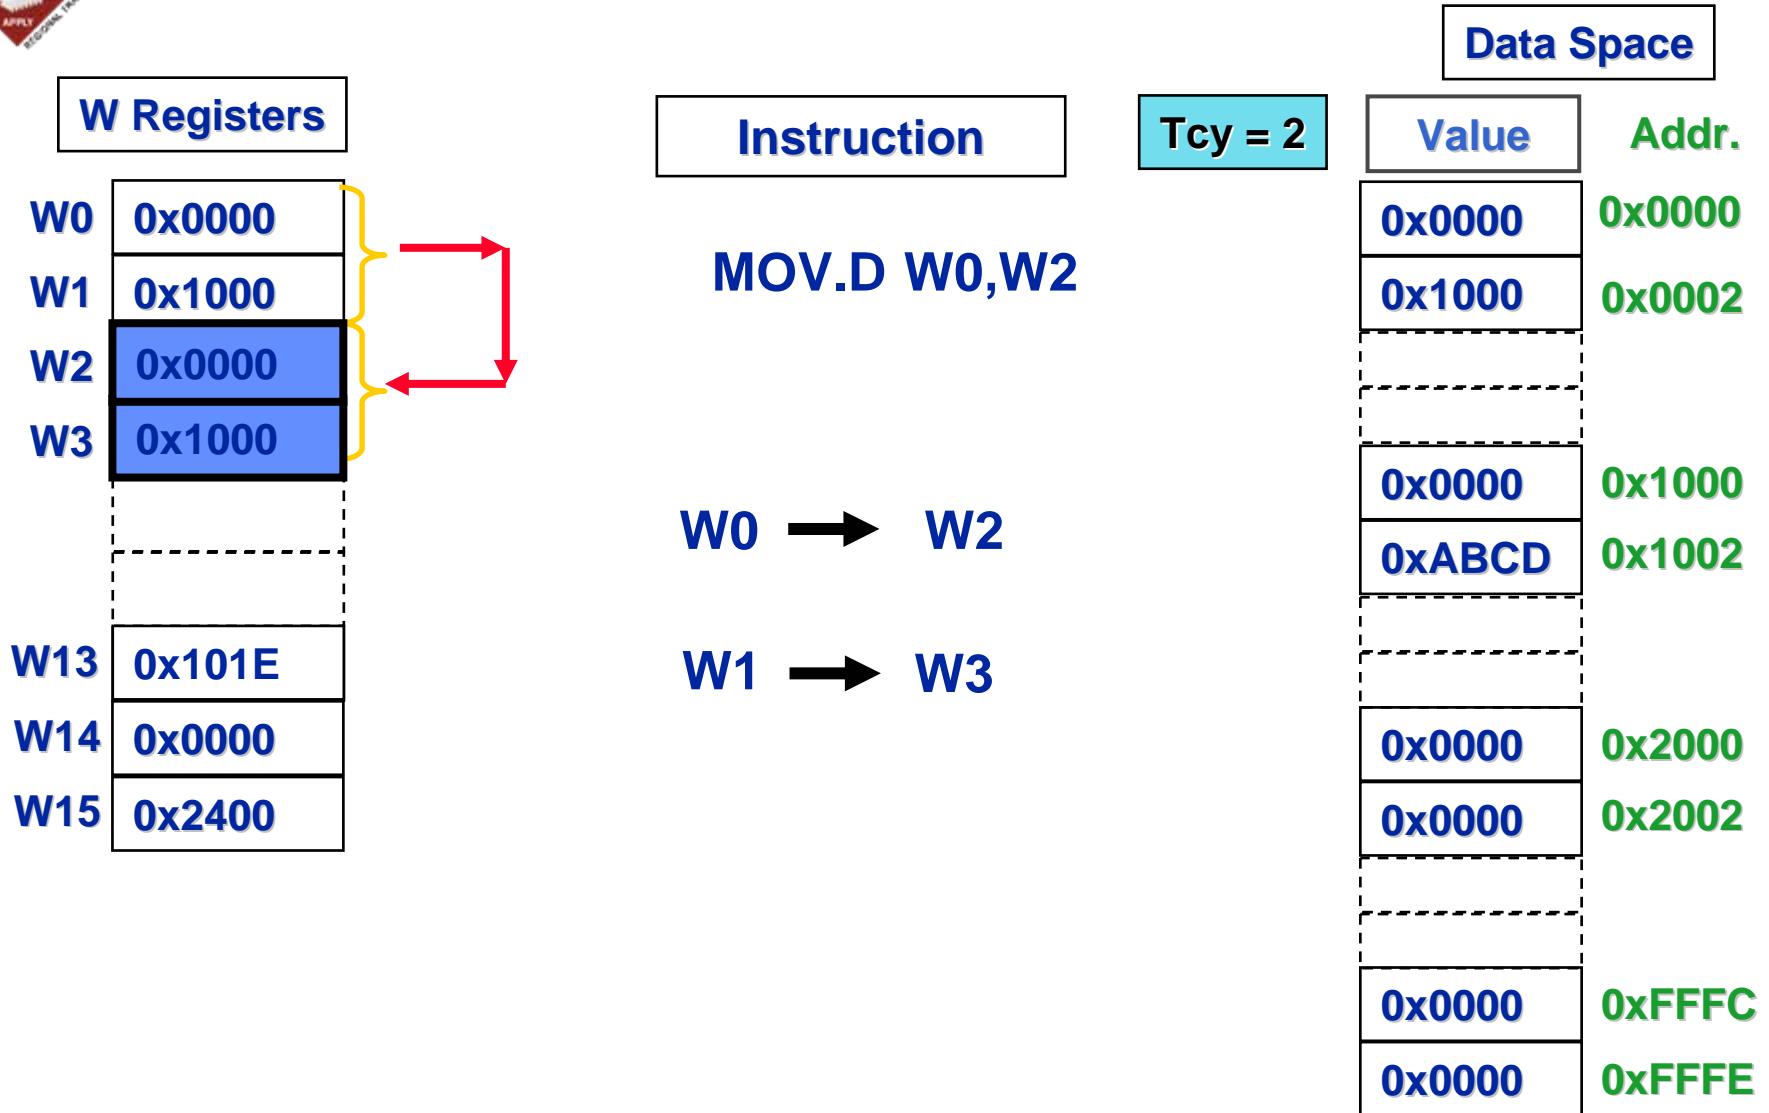 APPLY
Data Space
W Registers
Instruction
Tcy = 2
Value
Addr.
W0 0x0000
W1 0x1000
W2 0x0000
W3 0x1000
W13 0x101E
W14 0x0000
W15 0x2400
MOV.D W0,W2
W0 W2
W1 W3
0x0000 0x0000
0x1000 0x0002
0x0000 0x1000
0xABCD 0x1002
0x0000 0x2000
0x0000 0x2002
0x0000 0xFFFC
0x0000 0xFFFE